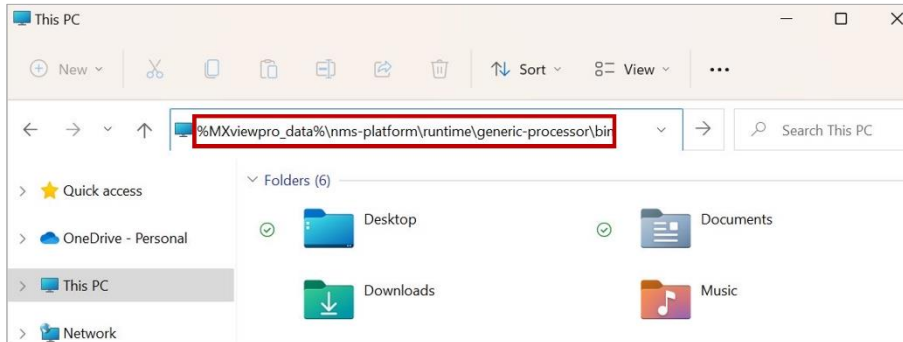 This PC
New
Sort
View
%MXviewpro_data%\nms-platform\runtime\generic-processor\bin
Search This PC
Quick access
OneDrive - Personal
This PC
Network
Folders (6)
Desktop
Documents
Downloads
Music